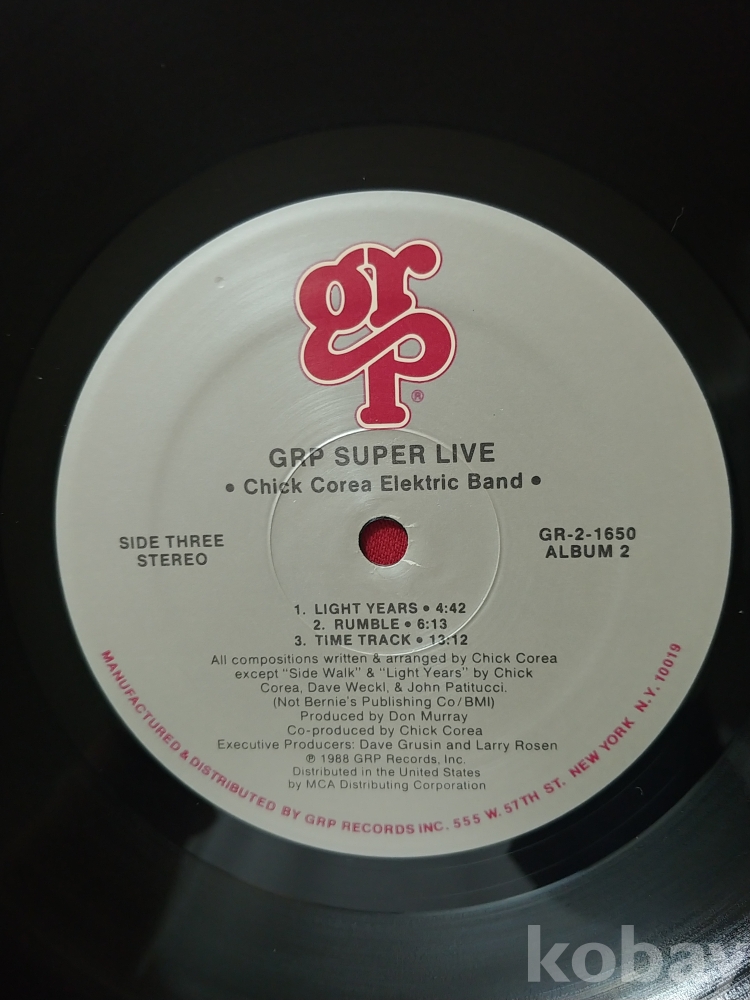 grp®
GRP SUPER LIVE
• Chick Corea Elektric Band •
SIDE THREE
STEREO
GR-2-1650
ALBUM 2
1. LIGHT YEARS • 4:42
2. RUMBLE • 6:13
3. TIME TRACK • 13:12
All compositions written & arranged by Chick Corea
except "Side Walk" & "Light Years" by Chick
Corea, Dave Weckl, & John Patitucci.
(Not Bernie's Publishing Co/BMI)
Produced by Don Murray
Co-produced by Chick Corea
Executive Producers: Dave Grusin and Larry Rosen
℗ 1988 GRP Records, Inc.
Distributed in the United States
by MCA Distributing Corporation
MANUFACTURED & DISTRIBUTED BY GRP RECORDS INC. 555 W. 57TH ST. NEW YORK N.Y. 10019